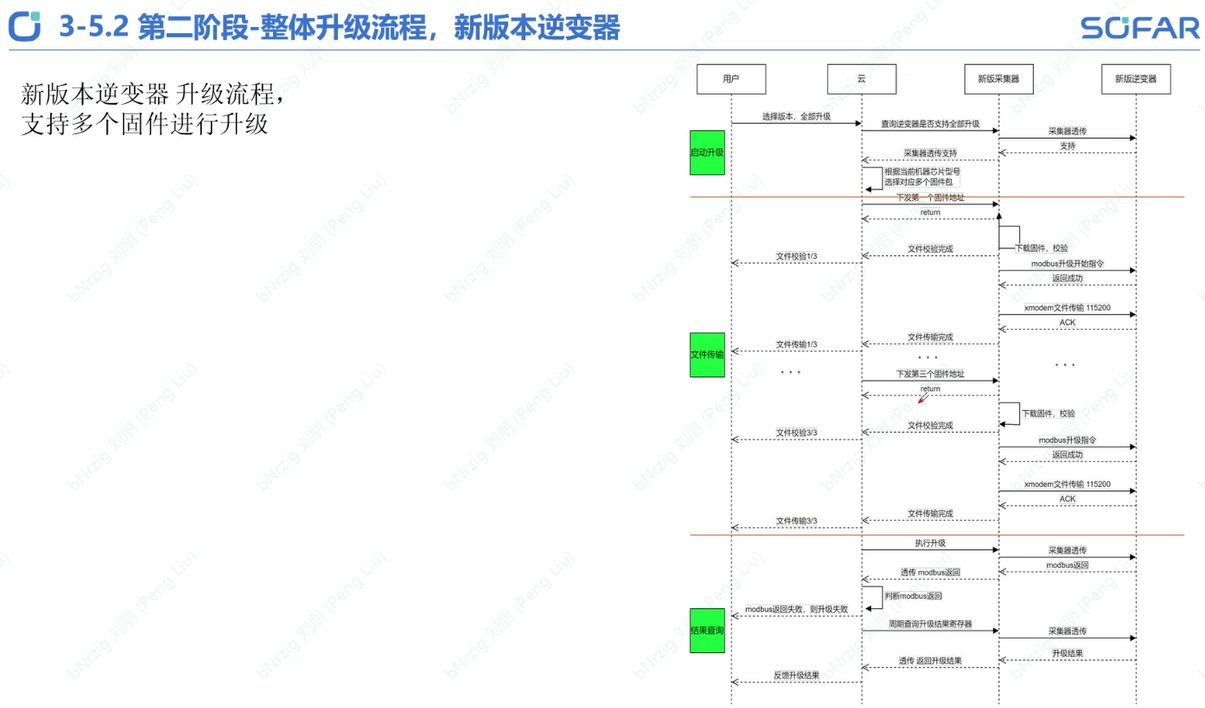 3-5.2 第二阶段-整体升级流程，新版本逆变器
SOFAR
新版本逆变器 升级流程，
支持多个固件进行升级
用户
云
新版采集器
新版逆变器
选择版本，全部升级
查询逆变器是否支持全部升级
采集器透传
支持
启动升级
采集器透传支持
根据当前机器芯片型号
选择对应多个固件包
下发第一个固件地址
return
下载固件，校验
文件校验完成
文件校验1/3
modbus升级开始指令
返回成功
xmodem文件传输 115200
ACK
文件传输完成
文件传输1/3
文件传输
• • •
• • •
• • •
下发第三个固件地址
return
下载固件，校验
文件校验完成
文件校验3/3
modbus升级指令
返回成功
xmodem文件传输 115200
ACK
文件传输完成
文件传输3/3
执行升级
采集器透传
modbus返回
透传 modbus返回
判断modbus返回
modbus返回失败，则升级失败
结果查询
周期查询升级结果寄存器
采集器透传
升级结果
透传 返回升级结果
反馈升级结果
bNrzig 刘朋 (Peng Liu)